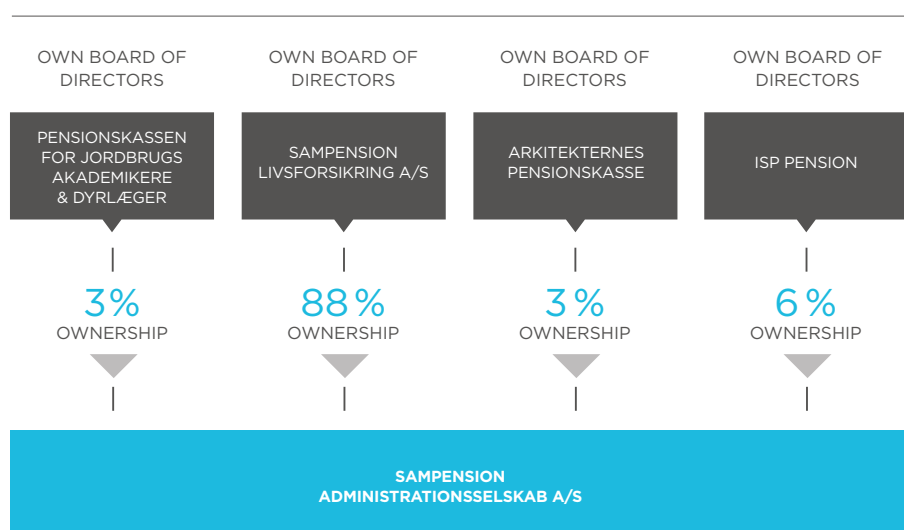 OWN BOARD OF
DIRECTORS
PENSIONSKASSEN
FOR JORDBRUGS
AKADEMIKERE
& DYRLÆGER
3%
OWNERSHIP
OWN BOARD OF
DIRECTORS
SAMPENSION
LIVSFORSIKRING A/S
88%
OWNERSHIP
OWN BOARD OF
DIRECTORS
ARKITEKTERNES
PENSIONSKASSE
3%
OWNERSHIP
OWN BOARD OF
DIRECTORS
ISP PENSION
6%
OWNERSHIP
SAMPENSION
ADMINISTRATIONSSELSKAB A/S